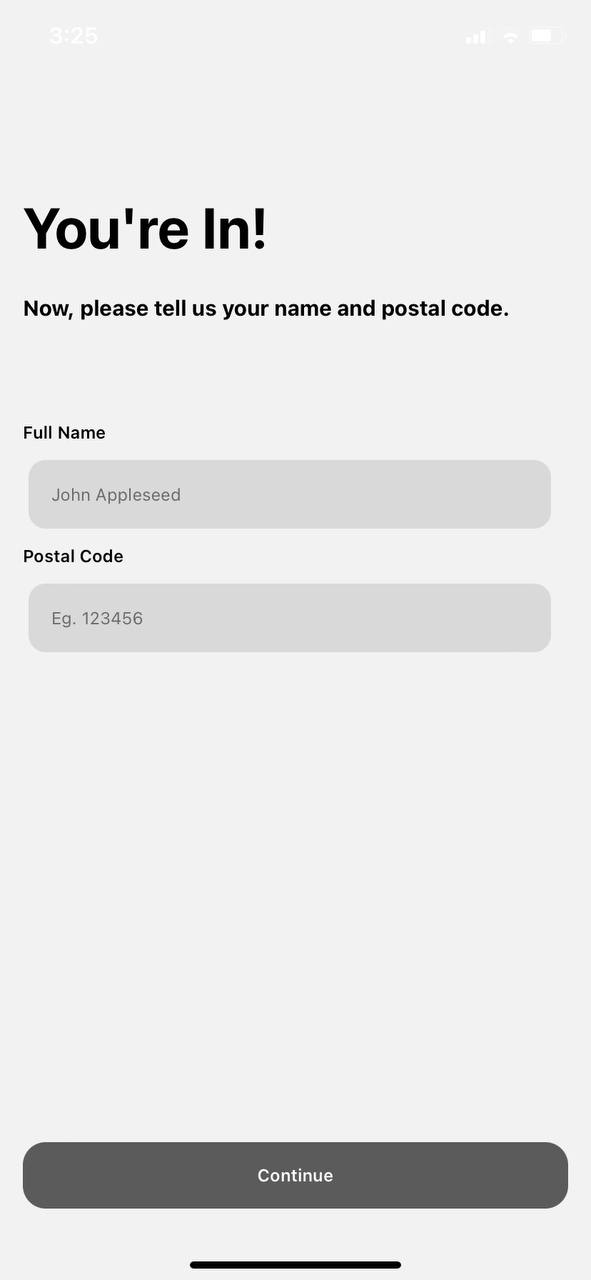 3:25
You're In!
Now, please tell us your name and postal code.
Full Name
John Appleseed
Postal Code
Eg. 123456
Continue